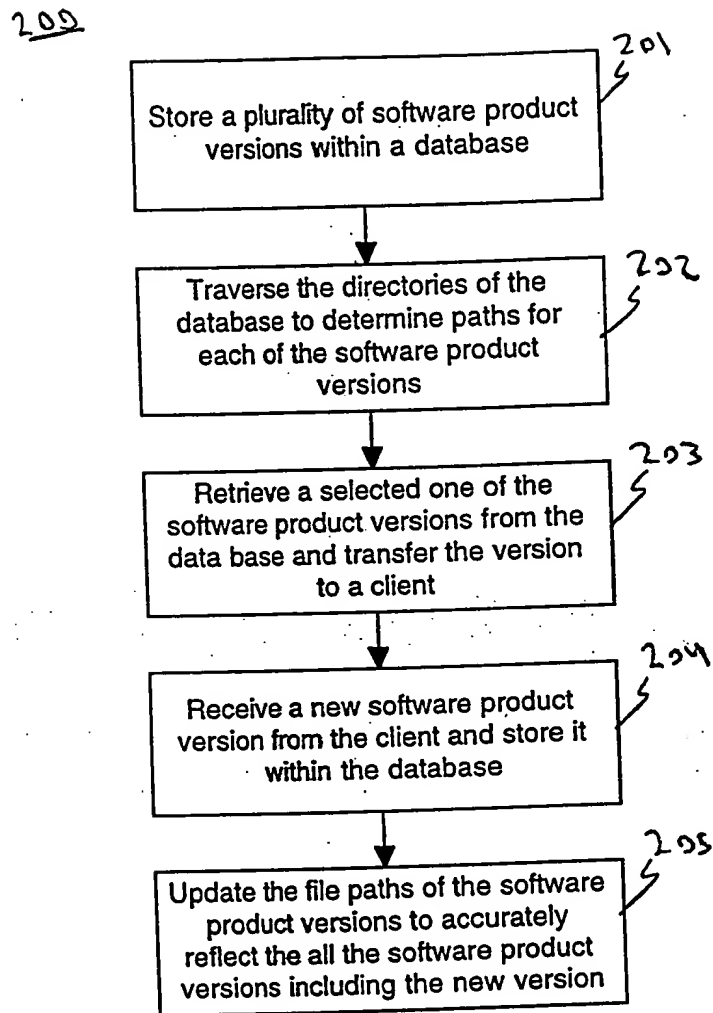 200
201
Store a plurality of software product
versions within a database
202
Traverse the directories of the
database to determine paths for
each of the software product
versions
203
Retrieve a selected one of the
software product versions from the
data base and transfer the version
to a client
204
Receive a new software product
version from the client and store it
within the database
205
Update the file paths of the software
product versions to accurately
reflect the all the software product
versions including the new version